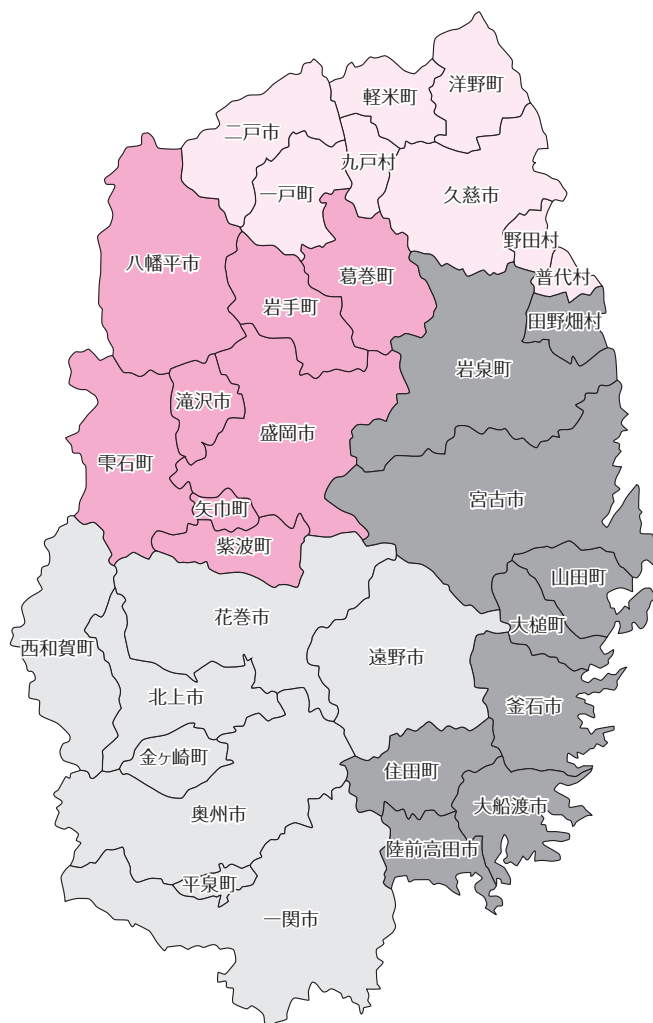 洋野町
軽米町
二戸市
九戸村
一戸町
久慈市
野田村
八幡平市
葛巻町
普代村
岩手町
田野畑村
岩泉町
滝沢市
盛岡市
雫石町
宮古市
矢巾町
紫波町
山田町
花巻市
大槌町
西和賀町
遠野市
北上市
釜石市
金ヶ崎町
住田町
奥州市
大船渡市
陸前高田市
平泉町
一関市